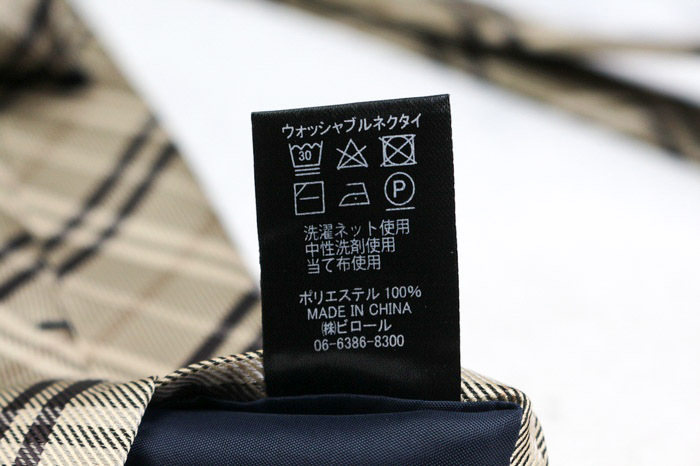 ウォッシャブルネクタイ
30
P
洗濯ネット使用
中性洗剤使用
当て布使用
ポリエステル 100%
MADE IN CHINA
㈱ビロール
06-6386-8300